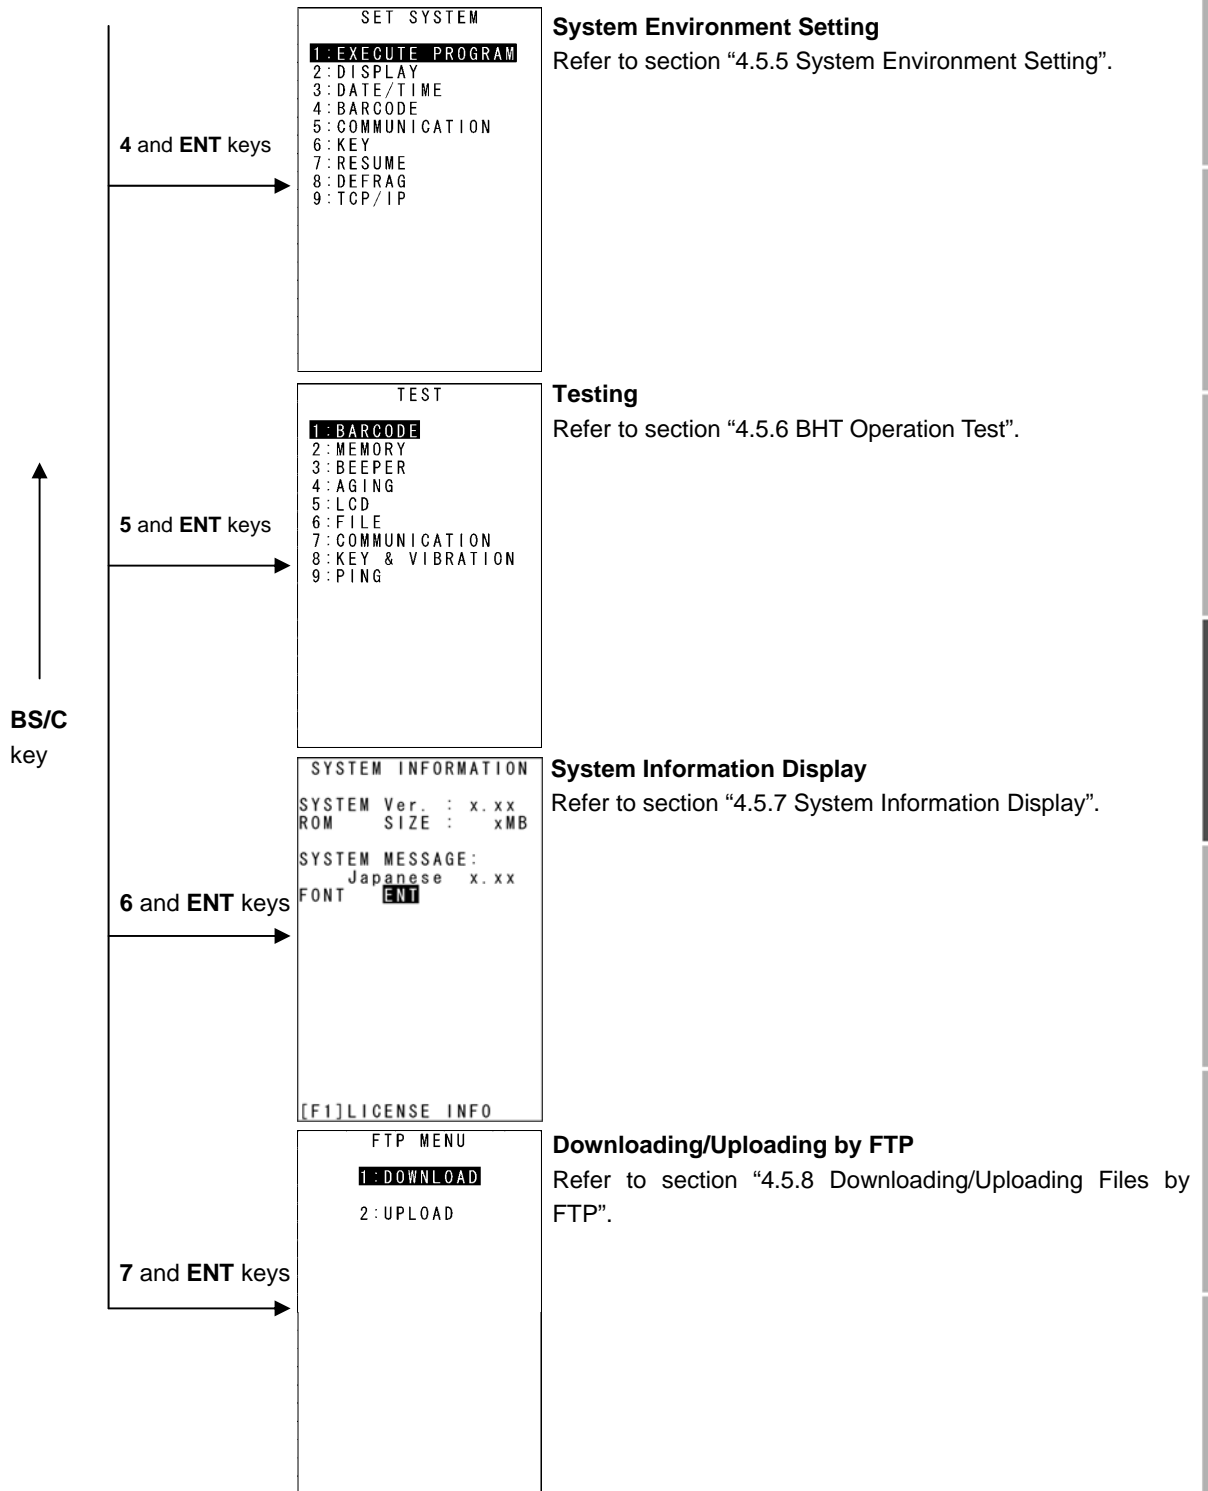 SET SYSTEM
1:EXECUTE PROGRAM
2:DISPLAY
3:DATE/TIME
4:BARCODE
5:COMMUNICATION
6:KEY
7:RESUME
8:DEFRAG
9:TCP/IP
System Environment Setting
Refer to section “4.5.5 System Environment Setting”.
4 and ENT keys
TEST
1:BARCODE
2:MEMORY
3:BEEPER
4:AGING
5:LCD
6:FILE
7:COMMUNICATION
8:KEY & VIBRATION
9:PING
Testing
Refer to section “4.5.6 BHT Operation Test”.
5 and ENT keys
BS/C
key
SYSTEM INFORMATION
SYSTEM Ver. : x.xx
ROM SIZE : xMB
SYSTEM MESSAGE:
Japanese x.xx
FONT ENT
[F1]LICENSE INFO
System Information Display
Refer to section “4.5.7 System Information Display”.
6 and ENT keys
FTP MENU
1:DOWNLOAD
2:UPLOAD
Downloading/Uploading by FTP
Refer to section “4.5.8 Downloading/Uploading Files by
FTP”.
7 and ENT keys